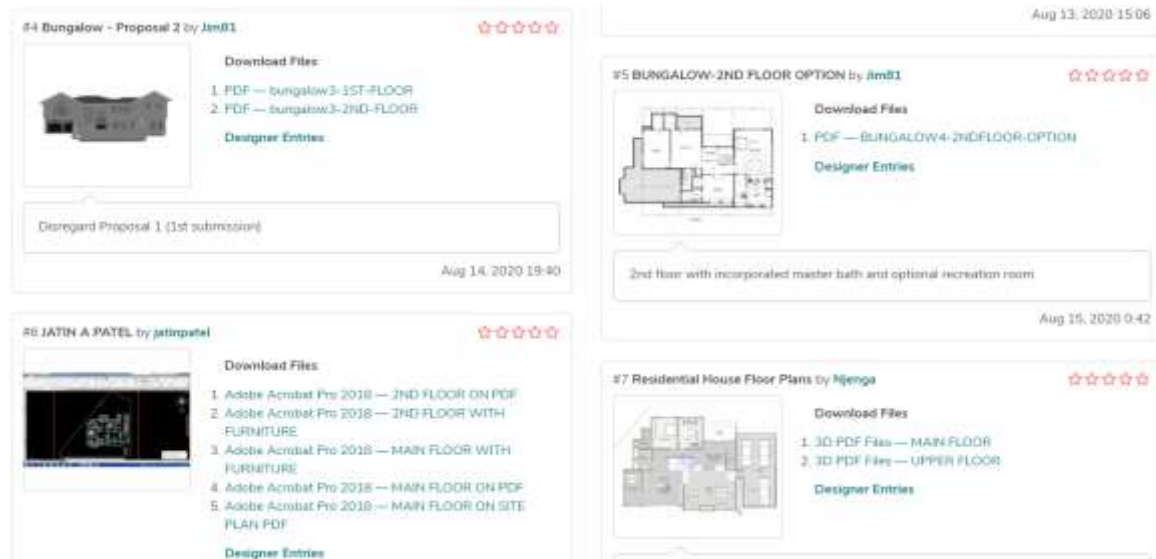 #4 Bungalow - Proposal 2 by Jim81
Download Files
1. PDF — bungalow3-1ST-FLOOR
2. PDF — bungalow3-2ND-FLOOR
Designer Entries
Disregard Proposal 1 (1st submission)
Aug 14, 2020 19:40
#6 JATIN A PATEL by jatinpatel
Download Files
1. Adobe Acrobat Pro 2018 — 2ND FLOOR ON PDF
2. Adobe Acrobat Pro 2018 — 2ND FLOOR WITH
FURNITURE
3. Adobe Acrobat Pro 2018 — MAIN FLOOR WITH
FURNITURE
4. Adobe Acrobat Pro 2018 — MAIN FLOOR ON PDF
5. Adobe Acrobat Pro 2018 — MAIN FLOOR ON SITE
PLAN PDF
Designer Entries
Aug 13, 2020 15:06
#5 BUNGALOW-2ND FLOOR OPTION by Jim81
Download Files
1. PDF — BUNGALOW4-2NDFLOOR-OPTION
Designer Entries
2nd floor with incorporated master bath and optional recreation room
Aug 15, 2020 0:42
#7 Residential House Floor Plans by Njenga
Download Files
1. 3D PDF Files — MAIN FLOOR
2. 3D PDF Files — UPPER FLOOR
Designer Entries